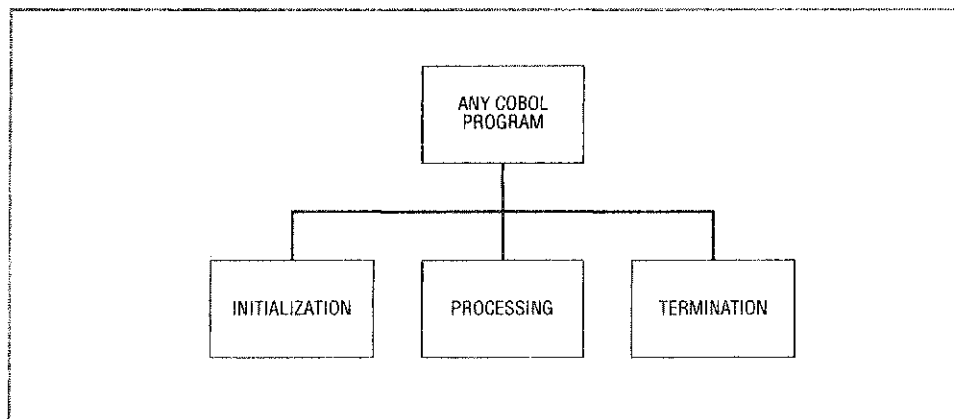 ANY COBOL
PROGRAM
INITIALIZATION
PROCESSING
TERMINATION